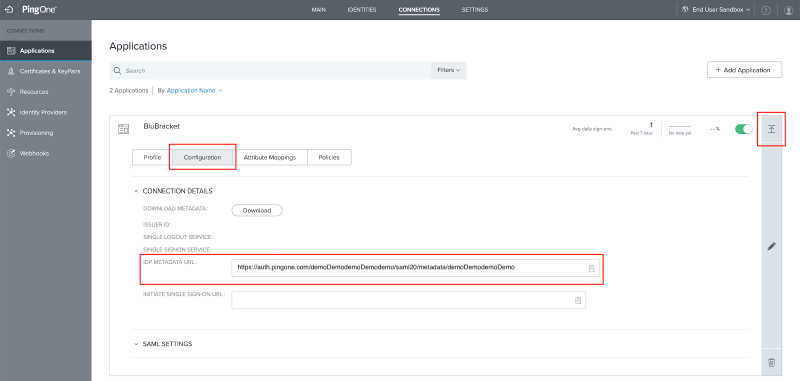 PingOne
MAIN IDENTITIES CONNECTIONS SETTINGS
End User Sandbox
?
CONNECTIONS
Applications
Certificates & KeyPairs
Resources
Identity Providers
Provisioning
Webhooks
Applications
Search
Filters
+ Add Application
2 Applications | By Application Name
BluBracket
Avg daily sign-ons:
1
Past 7 days
No data yet
--%
Profile
Configuration
Attribute Mappings
Policies
CONNECTION DETAILS
DOWNLOAD METADATA:
Download
ISSUER ID:
SINGLE LOGOUT SERVICE:
SINGLE SIGNON SERVICE:
IDP METADATA URL:
https://auth.pingone.com/demoDemodemoDemodemo/saml20/metadata/demoDemodemoDemo
INITIATE SINGLE SIGN-ON URL:
SAML SETTINGS